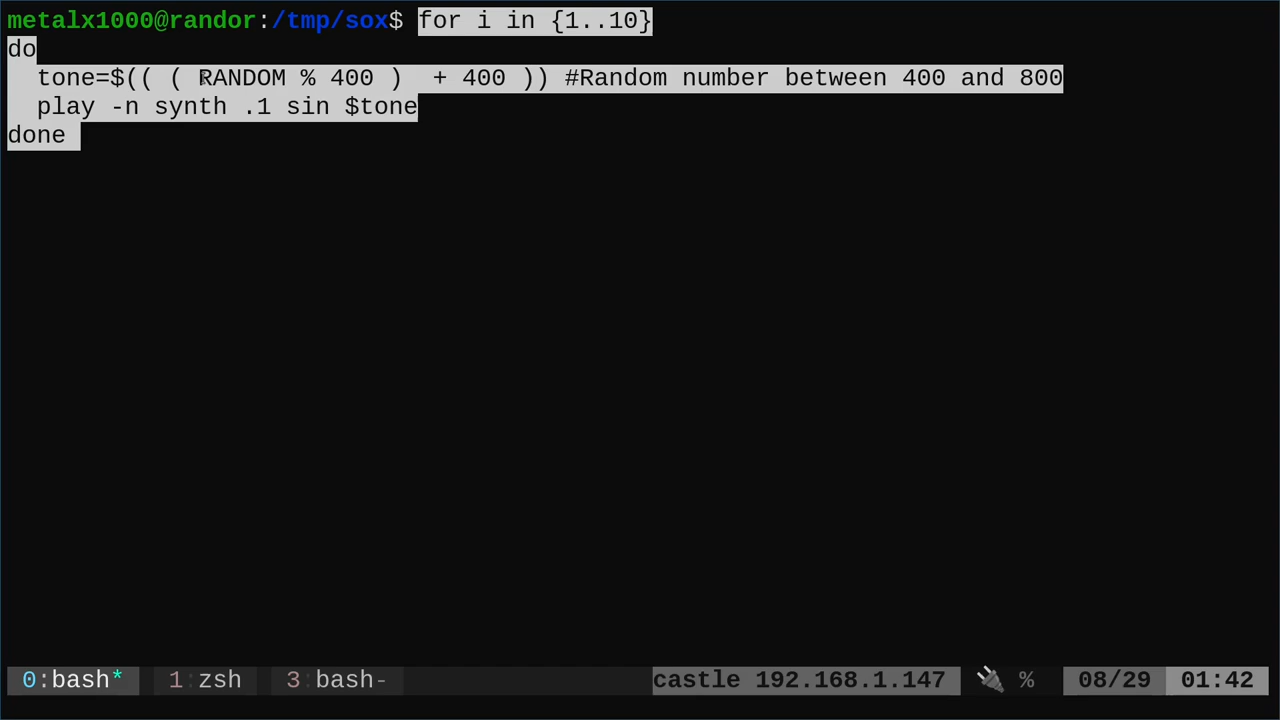 metalx1000@randor:/tmp/sox$ for i in {1..10}
do
  tone=$(( ( RANDOM % 400 )  + 400 )) #Random number between 400 and 800
  play -n synth .1 sin $tone
done
0:bash* 1:zsh 3:bash- castle 192.168.1.147 % 08/29 01:42